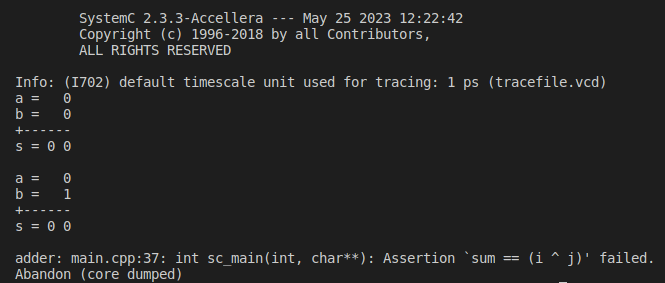 SystemC 2.3.3-Accellera --- May 25 2023 12:22:42
Copyright (c) 1996-2018 by all Contributors,
ALL RIGHTS RESERVED
Info: (I702) default timescale unit used for tracing: 1 ps (tracefile.vcd)
a =   0
b =   0
+------
s = 0 0
a =   0
b =   1
+------
s = 0 0
adder: main.cpp:37: int sc_main(int, char**): Assertion `sum == (i ^ j)' failed.
Abandon (core dumped)